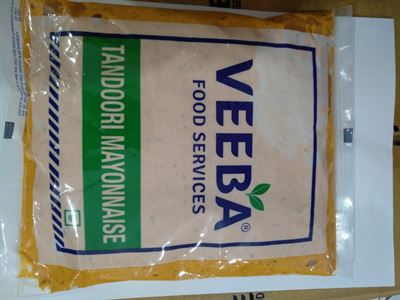 VEEBA®
FOOD SERVICES
TANDOORI MAYONNAISE